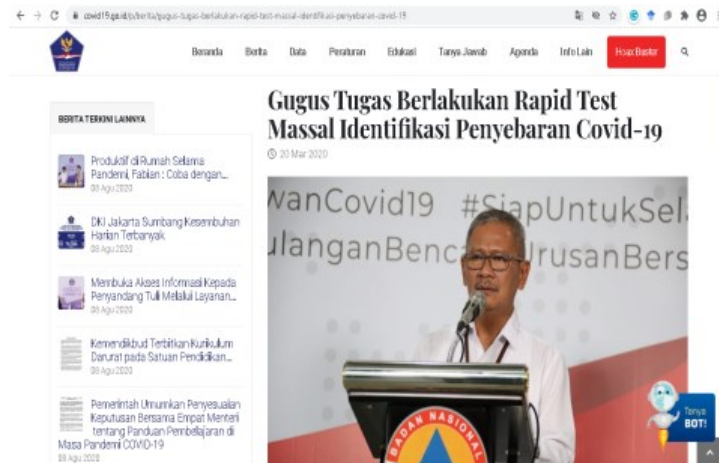 covid19.go.id/p/berita/gugus-tugas-berlakukan-rapid-test-massal-identifikasi-penyebaran-covid-19
Beranda Berita Data Peraturan Edukasi Tanya Jawab Agenda Info Lain Hoax Buster
BERITA TERKINI LAINNYA
Produktif di Rumah Selama
Pandemi, Fabian : Coba dengan...
08 Agu 2020
DKI Jakarta Sumbang Kesembuhan
Harian Terbanyak
08 Agu 2020
Membuka Akses Informasi Kepada
Penyandang Tuli Melalui Layanan...
08 Agu 2020
Kemendikbud Terbitkan Kurikulum
Darurat pada Satuan Pendidikan...
08 Agu 2020
Pemerintah Umumkan Penyesuaian
Keputusan Bersama Empat Menteri
tentang Panduan Pembelajaran di
Masa Pandemi COVID-19
08 Agu 2020
Gugus Tugas Berlakukan Rapid Test
Massal Identifikasi Penyebaran Covid-19
20 Mar 2020
wanCovid19 #SiapUntukSela
ulanganBenc UrusanBers
BADAN NASIONAL
Tanya
BOT!